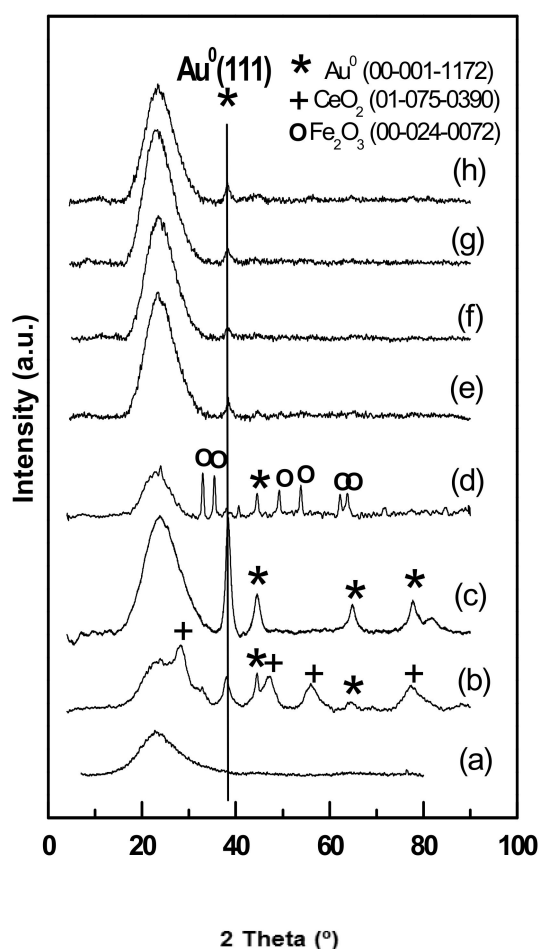 Au⁰(111)
* Au⁰ (00-001-1172)
* + CeO₂ (01-075-0390)
O Fe₂O₃ (00-024-0072)
(h)
(g)
(f)
(e)
O O (d)
* O O O O
* * * (c)
+ * + + * + (b)
(a)
Intensity (a.u.)
0 20 40 60 80 100
2 Theta (º)